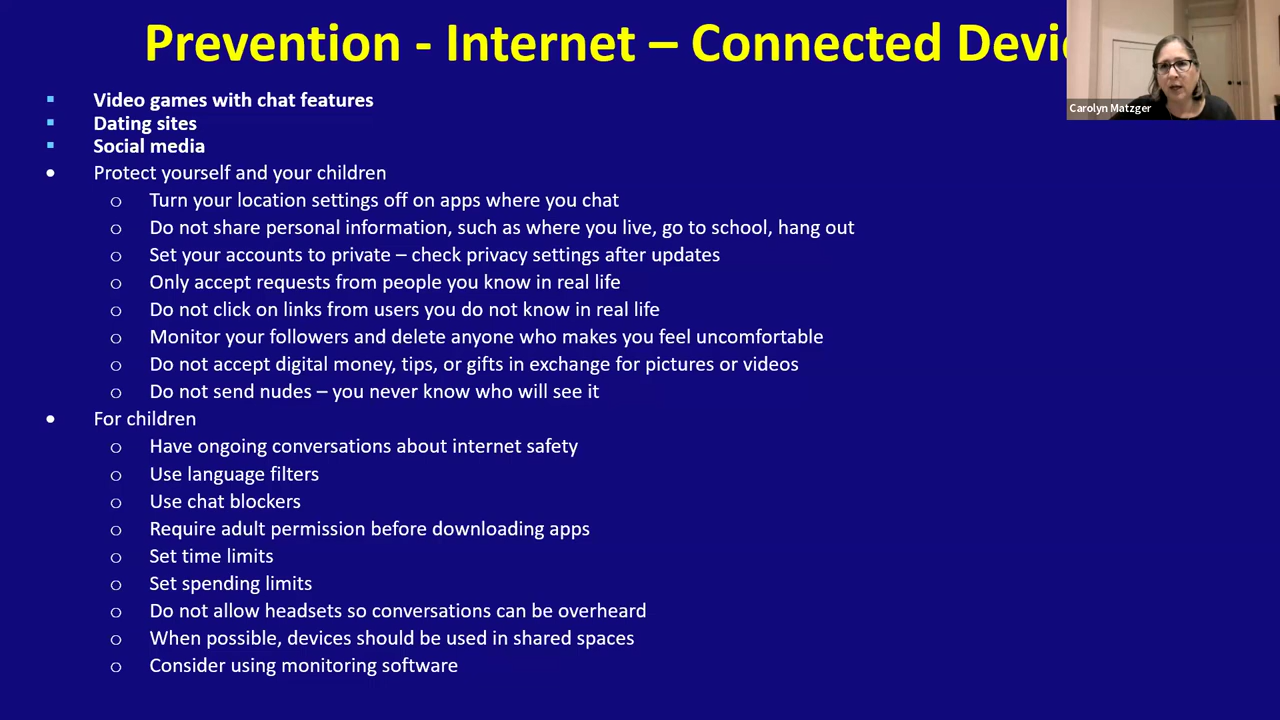 Prevention - Internet – Connected
Video games with chat features
Dating sites
Social media
Protect yourself and your children
Turn your location settings off on apps where you chat
Do not share personal information, such as where you live, go to school, hang out
Set your accounts to private – check privacy settings after updates
Only accept requests from people you know in real life
Do not click on links from users you do not know in real life
Monitor your followers and delete anyone who makes you feel uncomfortable
Do not accept digital money, tips, or gifts in exchange for pictures or videos
Do not send nudes – you never know who will see it
For children
Have ongoing conversations about internet safety
Use language filters
Use chat blockers
Require adult permission before downloading apps
Set time limits
Set spending limits
Do not allow headsets so conversations can be overheard
When possible, devices should be used in shared spaces
Consider using monitoring software
Carolyn Matzger